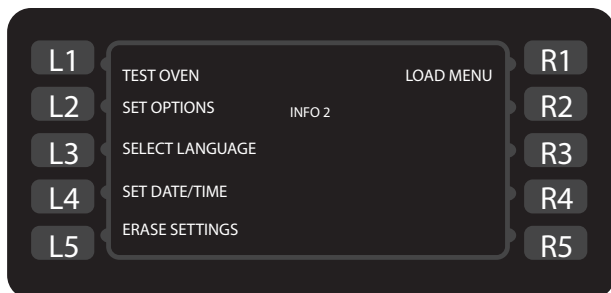 L1 TEST OVEN LOAD MENU R1
L2 SET OPTIONS INFO 2 R2
L3 SELECT LANGUAGE R3
L4 SET DATE/TIME R4
L5 ERASE SETTINGS R5